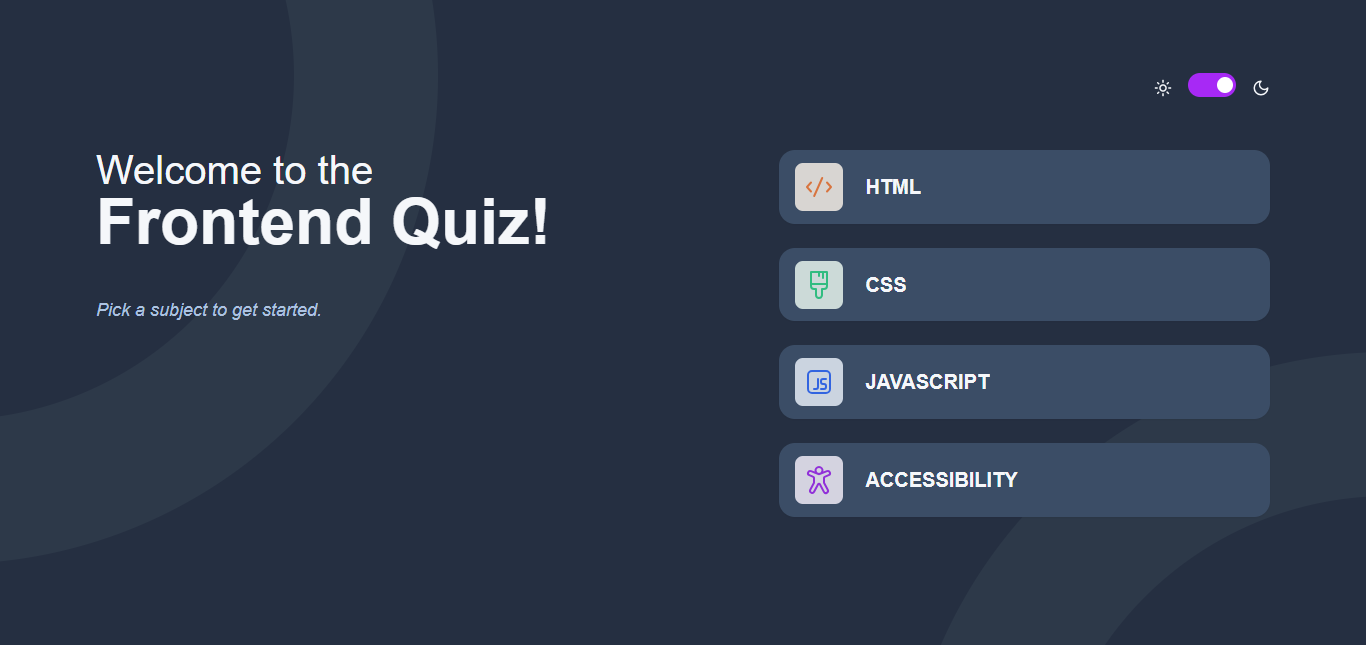 Welcome to the
Frontend Quiz!
Pick a subject to get started.
</> HTML
CSS
JS JAVASCRIPT
ACCESSIBILITY